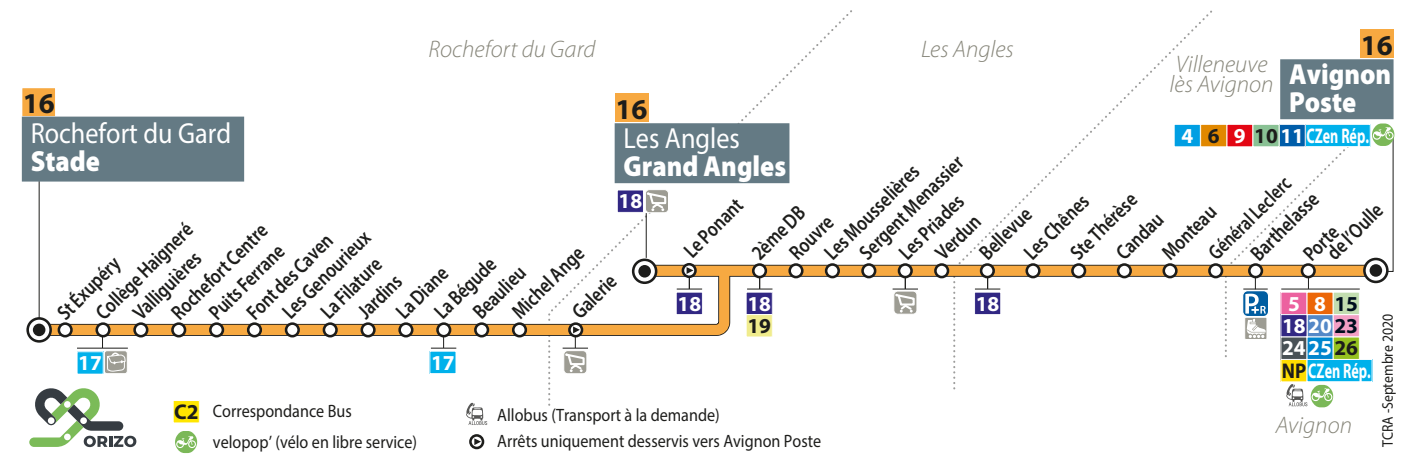 Rochefort du Gard
Les Angles
Villeneuve
lès Avignon
16
Avignon
Poste
4 6 9 10 11 CZen Rép.
16
Rochefort du Gard
Stade
16
Les Angles
Grand Angles
18
St Exupéry
Collège Haigneré
Valliguières
Rochefort Centre
Puits Ferrane
Font des Caven
Les Genourieux
La Filature
Jardins
La Diane
La Bégude
Beaulieu
Michel Ange
Galerie
Le Ponant
2ème DB
Rouvre
Les Mousselières
Sergent Menassier
Les Priades
Verdun
Bellevue
Les Chênes
Ste Thérèse
Candau
Monteau
Général Leclerc
Barthelasse
Porte
de l'Oulle
17
17
18
18
19
18
P+R
5 8 15
18 20 23
24 25 26
NP CZen Rép.
ALLOBUS
Avignon
TCRA -Septembre 2020
ORIZO
C2 Correspondance Bus
velopop' (vélo en libre service)
ALLOBUS
Allobus (Transport à la demande)
Arrêts uniquement desservis vers Avignon Poste